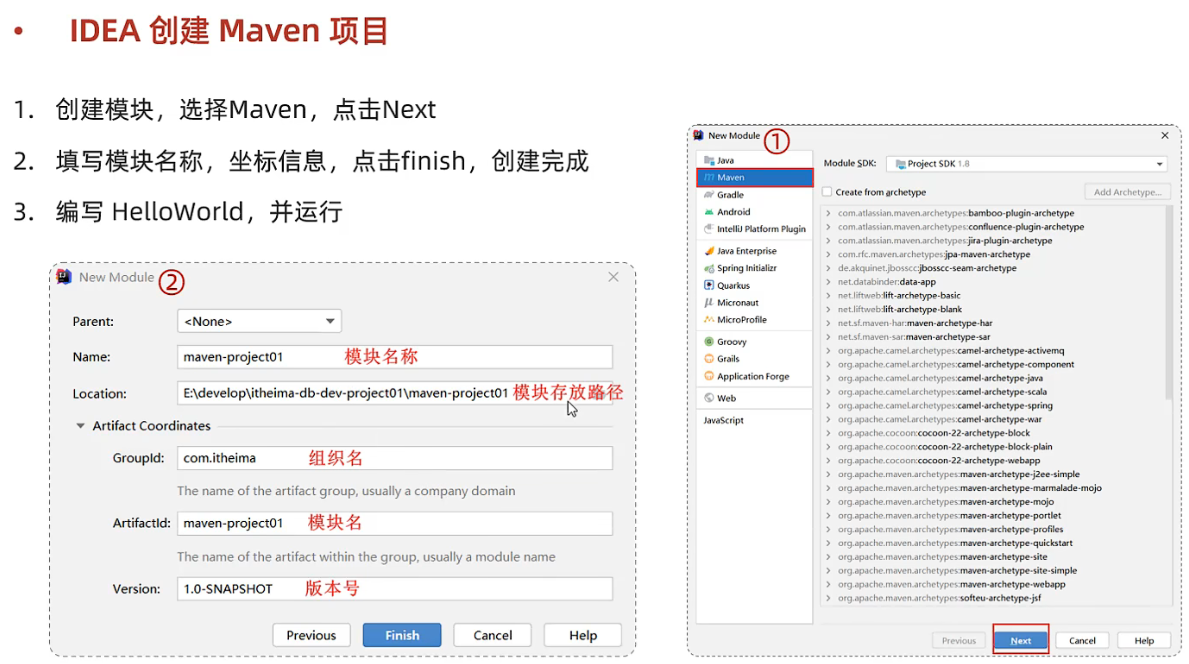 • IDEA 创建 Maven 项目
1. 创建模块，选择Maven，点击Next
2. 填写模块名称，坐标信息，点击finish，创建完成
3. 编写 HelloWorld，并运行
New Module ②
Parent: <None>
Name: maven-project01 模块名称
Location: E:\develop\itheima-db-dev-project01\maven-project01 模块存放路径
Artifact Coordinates
GroupId: com.itheima 组织名
The name of the artifact group, usually a company domain
ArtifactId: maven-project01 模块名
The name of the artifact within the group, usually a module name
Version: 1.0-SNAPSHOT 版本号
Previous Finish Cancel Help
New Module ①
Java
Maven
Gradle
Android
IntelliJ Platform Plugin
Java Enterprise
Spring Initializr
Quarkus
Micronaut
MicroProfile
Groovy
Grails
Application Forge
Web
JavaScript
Module SDK: Project SDK 1.8
Create from archetype Add Archetype...
com.atlassian.maven.archetypes:bamboo-plugin-archetype
com.atlassian.maven.archetypes:confluence-plugin-archetype
com.atlassian.maven.archetypes:jira-plugin-archetype
com.rfc.maven.archetypes:jpa-maven-archetype
de.akquinet.jbosscc:jbosscc-seam-archetype
net.databinder:data-app
net.liftweb:lift-archetype-basic
net.liftweb:lift-archetype-blank
net.sf.maven-har:maven-archetype-har
net.sf.maven-sar:maven-archetype-sar
org.apache.camel.archetypes:camel-archetype-activemq
org.apache.camel.archetypes:camel-archetype-component
org.apache.camel.archetypes:camel-archetype-java
org.apache.camel.archetypes:camel-archetype-scala
org.apache.camel.archetypes:camel-archetype-spring
org.apache.camel.archetypes:camel-archetype-war
org.apache.cocoon:cocoon-22-archetype-block
org.apache.cocoon:cocoon-22-archetype-block-plain
org.apache.cocoon:cocoon-22-archetype-webapp
org.apache.maven.archetypes:maven-archetype-j2ee-simple
org.apache.maven.archetypes:maven-archetype-marmalade-mojo
org.apache.maven.archetypes:maven-archetype-mojo
org.apache.maven.archetypes:maven-archetype-portlet
org.apache.maven.archetypes:maven-archetype-profiles
org.apache.maven.archetypes:maven-archetype-quickstart
org.apache.maven.archetypes:maven-archetype-site
org.apache.maven.archetypes:maven-archetype-site-simple
org.apache.maven.archetypes:maven-archetype-webapp
org.apache.maven.archetypes:softeu-archetype-jsf
Previous Next Cancel Help